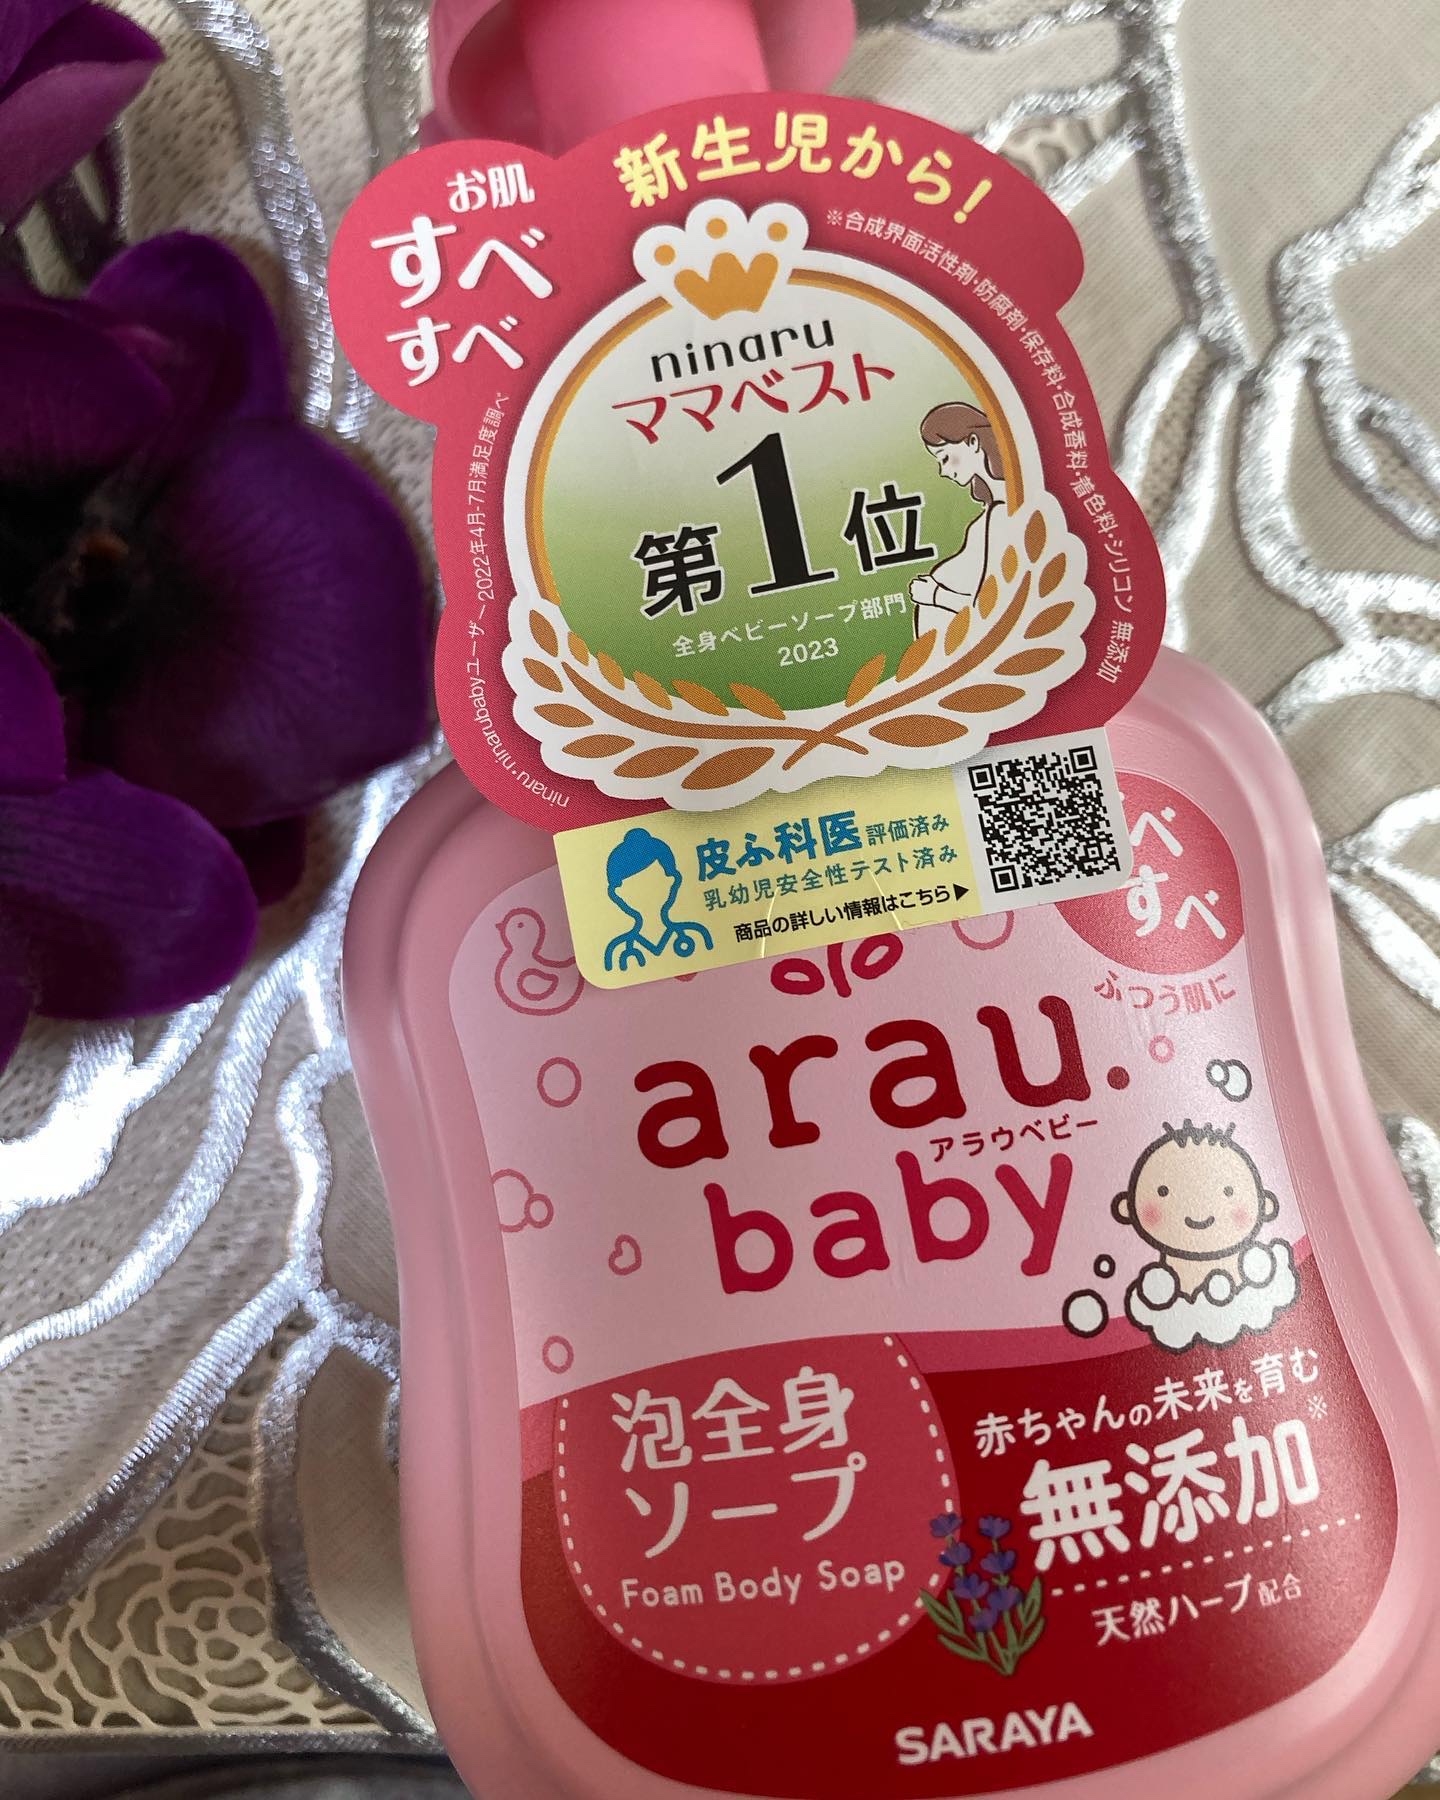 新生児から!
お肌
すべ
すべ
※合成界面活性剤・防腐剤・保存料・合成香料・着色料・シリコン 無添加
ninaru
ママベスト
第1位
全身ベビーソープ部門
2023
ninaru・ninarubabyユーザー2022年4月-7月満足度調べ
皮ふ科医評価済み
乳幼児安全性テスト済み
商品の詳しい情報はこちら▶
べ
すべ
ふつう肌に
arau.
アラウベビー
baby
泡全身
ソープ
Foam Body Soap
赤ちゃんの未来を育む
無添加※
天然ハーブ配合
SARAYA